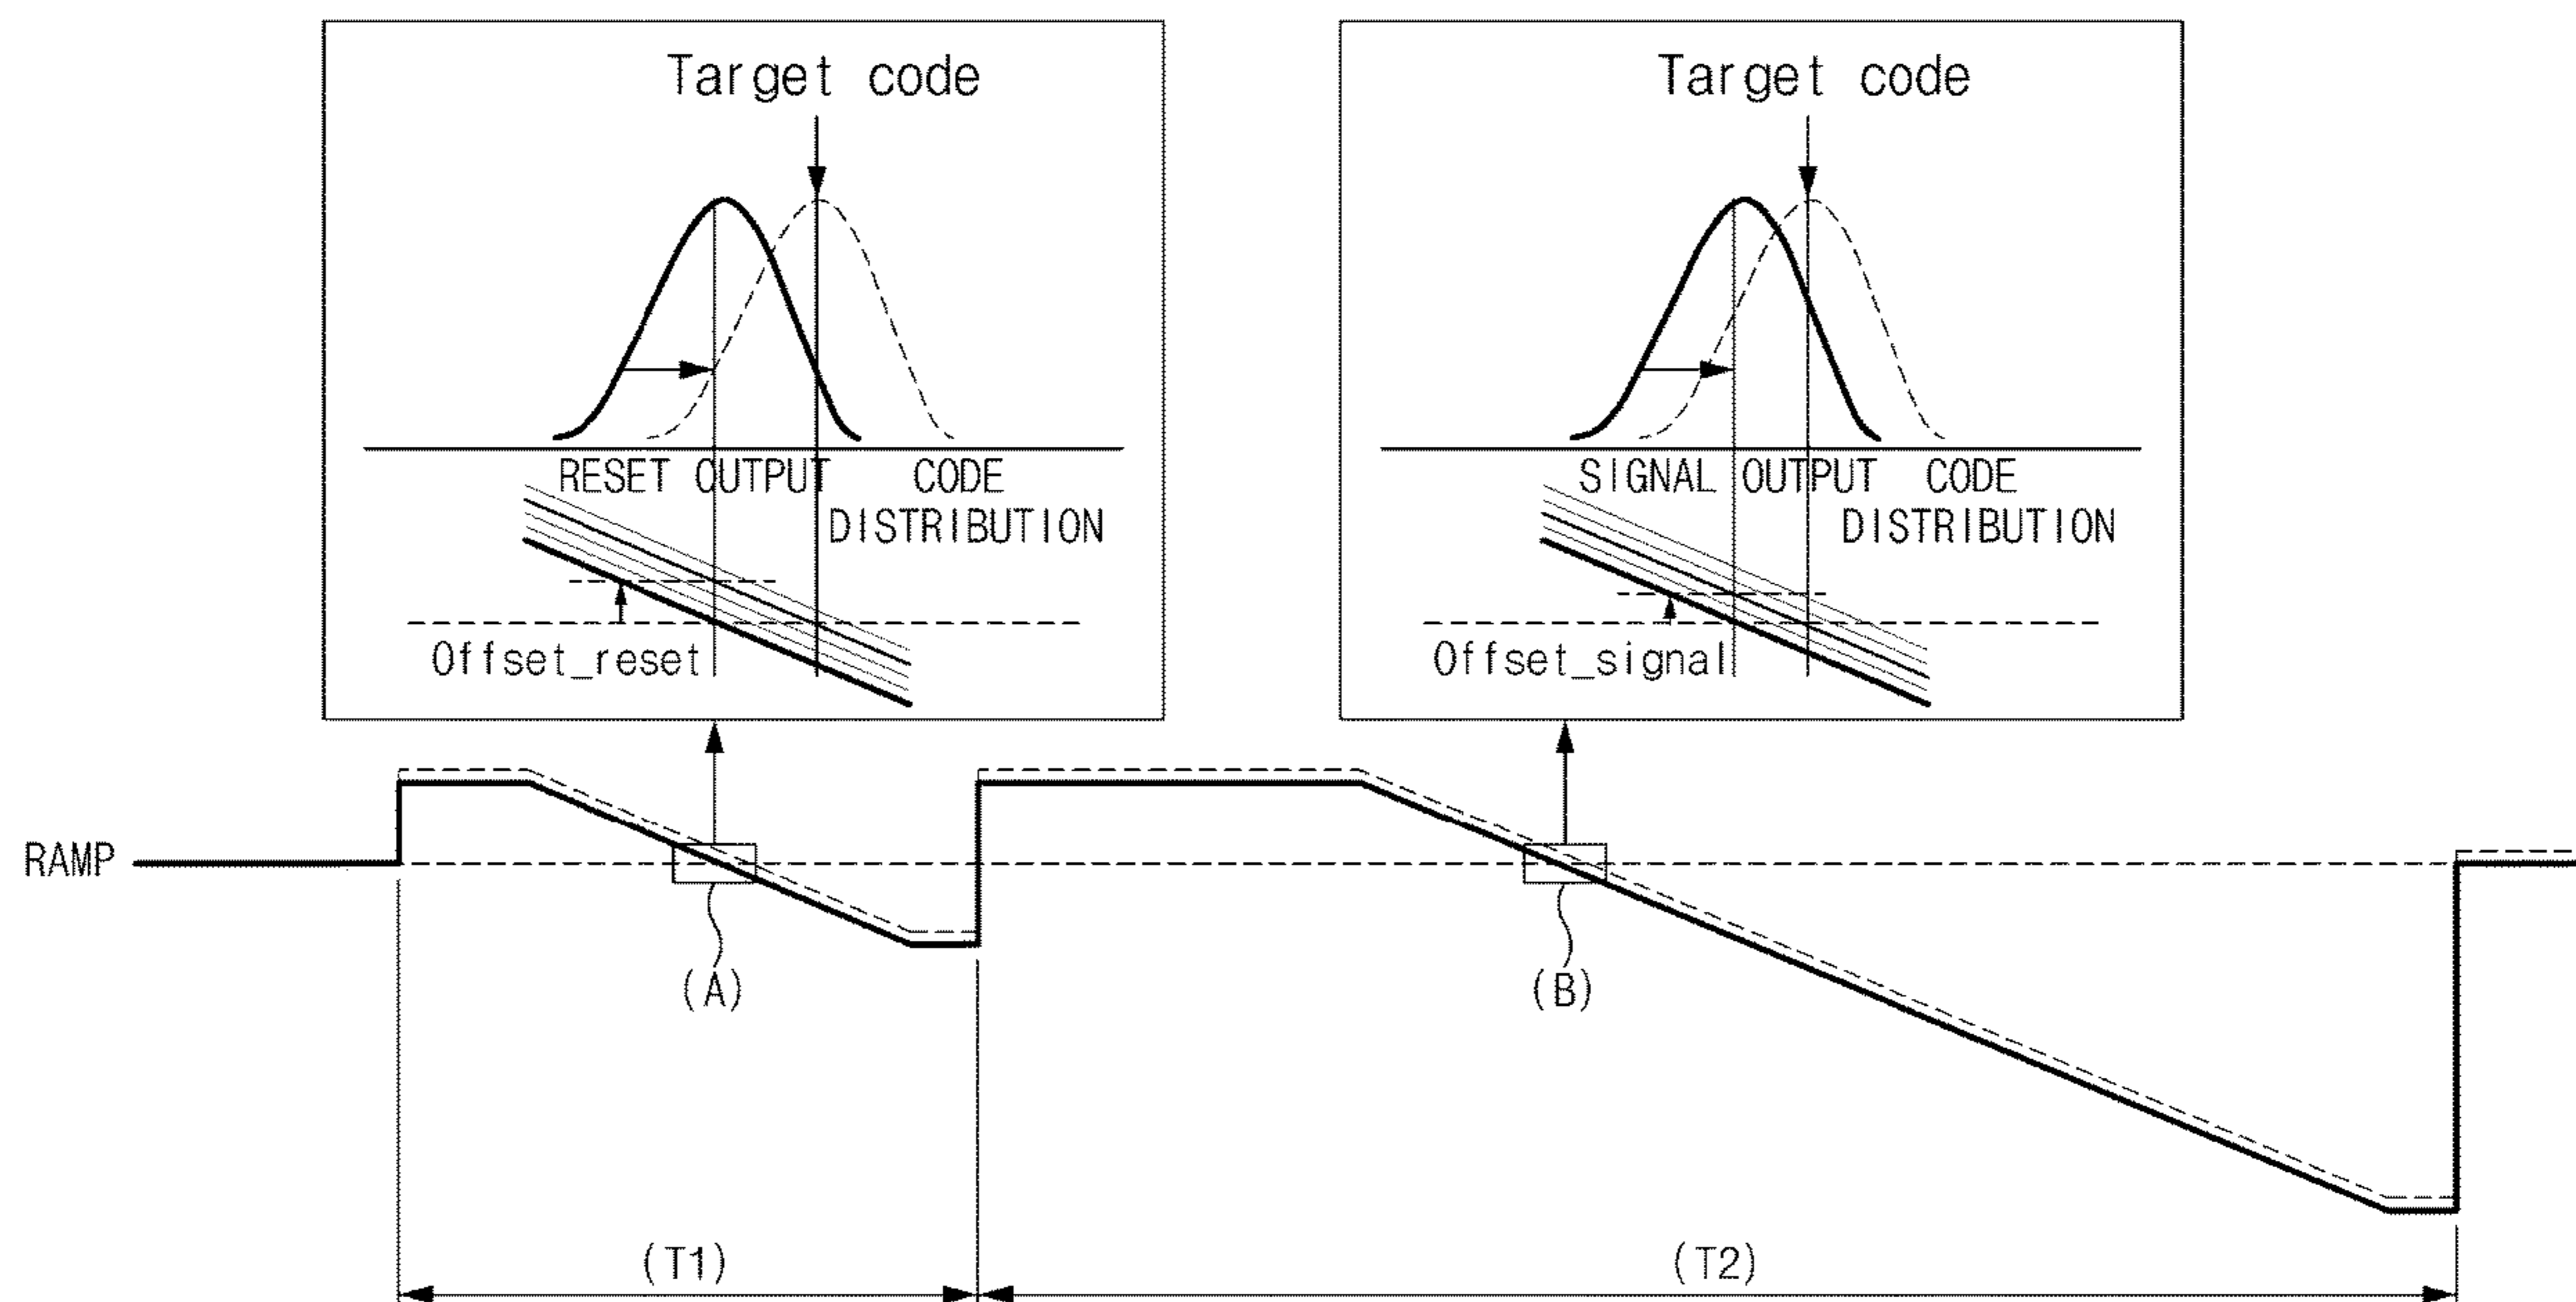 Target code
RESET OUTPUT CODE
DISTRIBUTION
Offset_reset
Target code
SIGNAL OUTPUT CODE
DISTRIBUTION
Offset_signal
RAMP
(A)
(B)
(T1)
(T2)